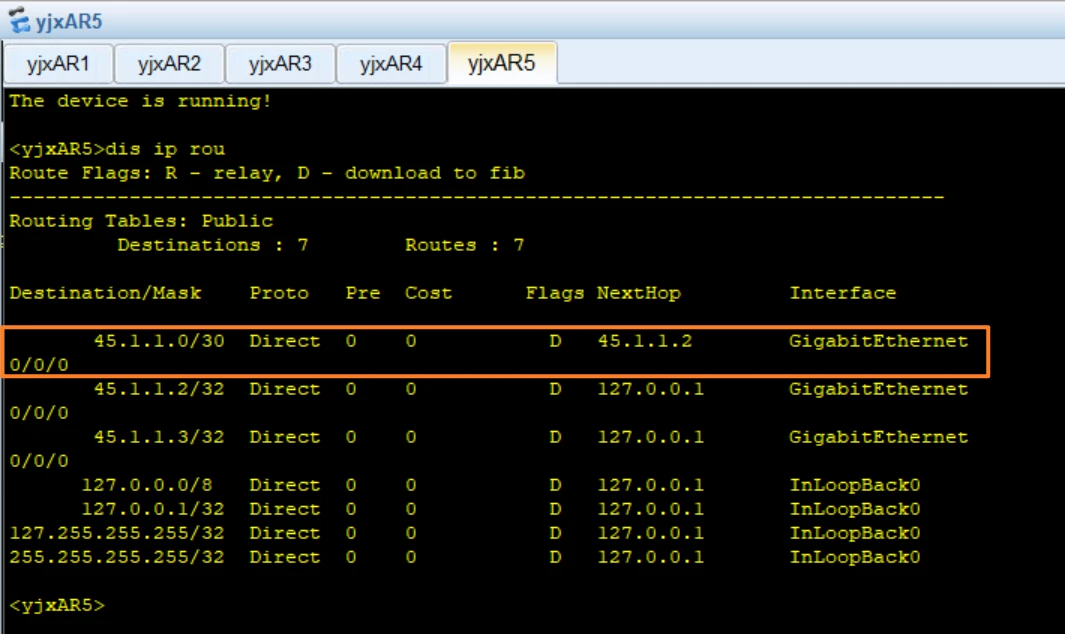 yjxAR5
yjxAR1 yjxAR2 yjxAR3 yjxAR4 yjxAR5
The device is running!
<yjxAR5>dis ip rou
Route Flags: R - relay, D - download to fib
------------------------------------------------------------------------------
Routing Tables: Public
         Destinations : 7        Routes : 7
Destination/Mask    Proto   Pre  Cost      Flags NextHop         Interface
       45.1.1.0/30  Direct  0    0           D   45.1.1.2        GigabitEthernet
0/0/0
       45.1.1.2/32  Direct  0    0           D   127.0.0.1       GigabitEthernet
0/0/0
       45.1.1.3/32  Direct  0    0           D   127.0.0.1       GigabitEthernet
0/0/0
      127.0.0.0/8   Direct  0    0           D   127.0.0.1       InLoopBack0
      127.0.0.1/32  Direct  0    0           D   127.0.0.1       InLoopBack0
127.255.255.255/32  Direct  0    0           D   127.0.0.1       InLoopBack0
255.255.255.255/32  Direct  0    0           D   127.0.0.1       InLoopBack0
<yjxAR5>